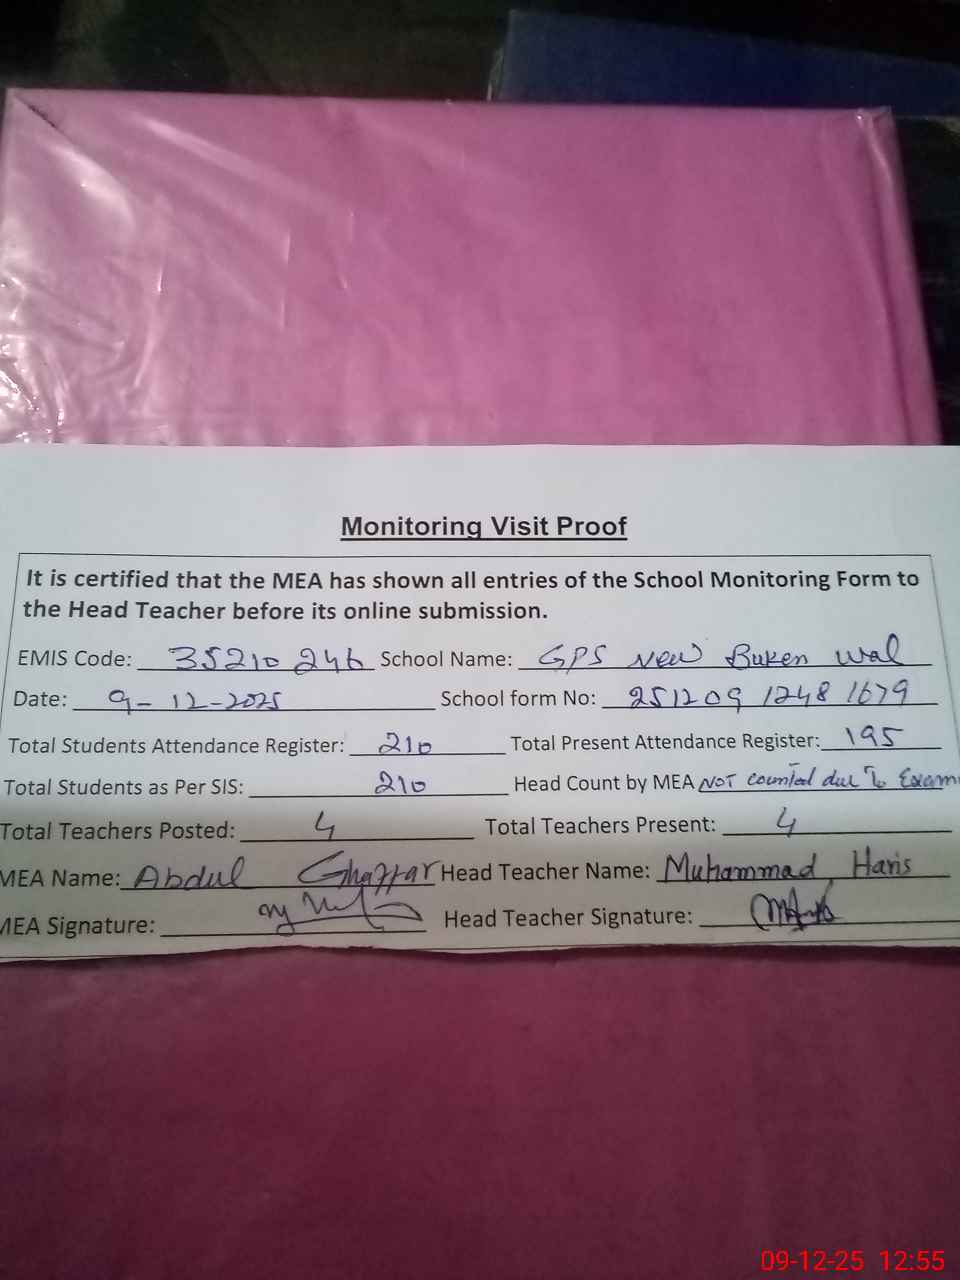 Monitoring Visit Proof
It is certified that the MEA has shown all entries of the School Monitoring Form to
the Head Teacher before its online submission.
EMIS Code: 35210246 School Name: GPS New Buken Wal
Date: 9-12-2025 School form No: 251209 1248 1679
Total Students Attendance Register: 210 Total Present Attendance Register: 195
Total Students as Per SIS: 210 Head Count by MEA NOT counted due To Exam
Total Teachers Posted: 4 Total Teachers Present: 4
MEA Name: Abdul Ghaffar Head Teacher Name: Muhammad Haris
MEA Signature: Head Teacher Signature:
09-12-25 12:55